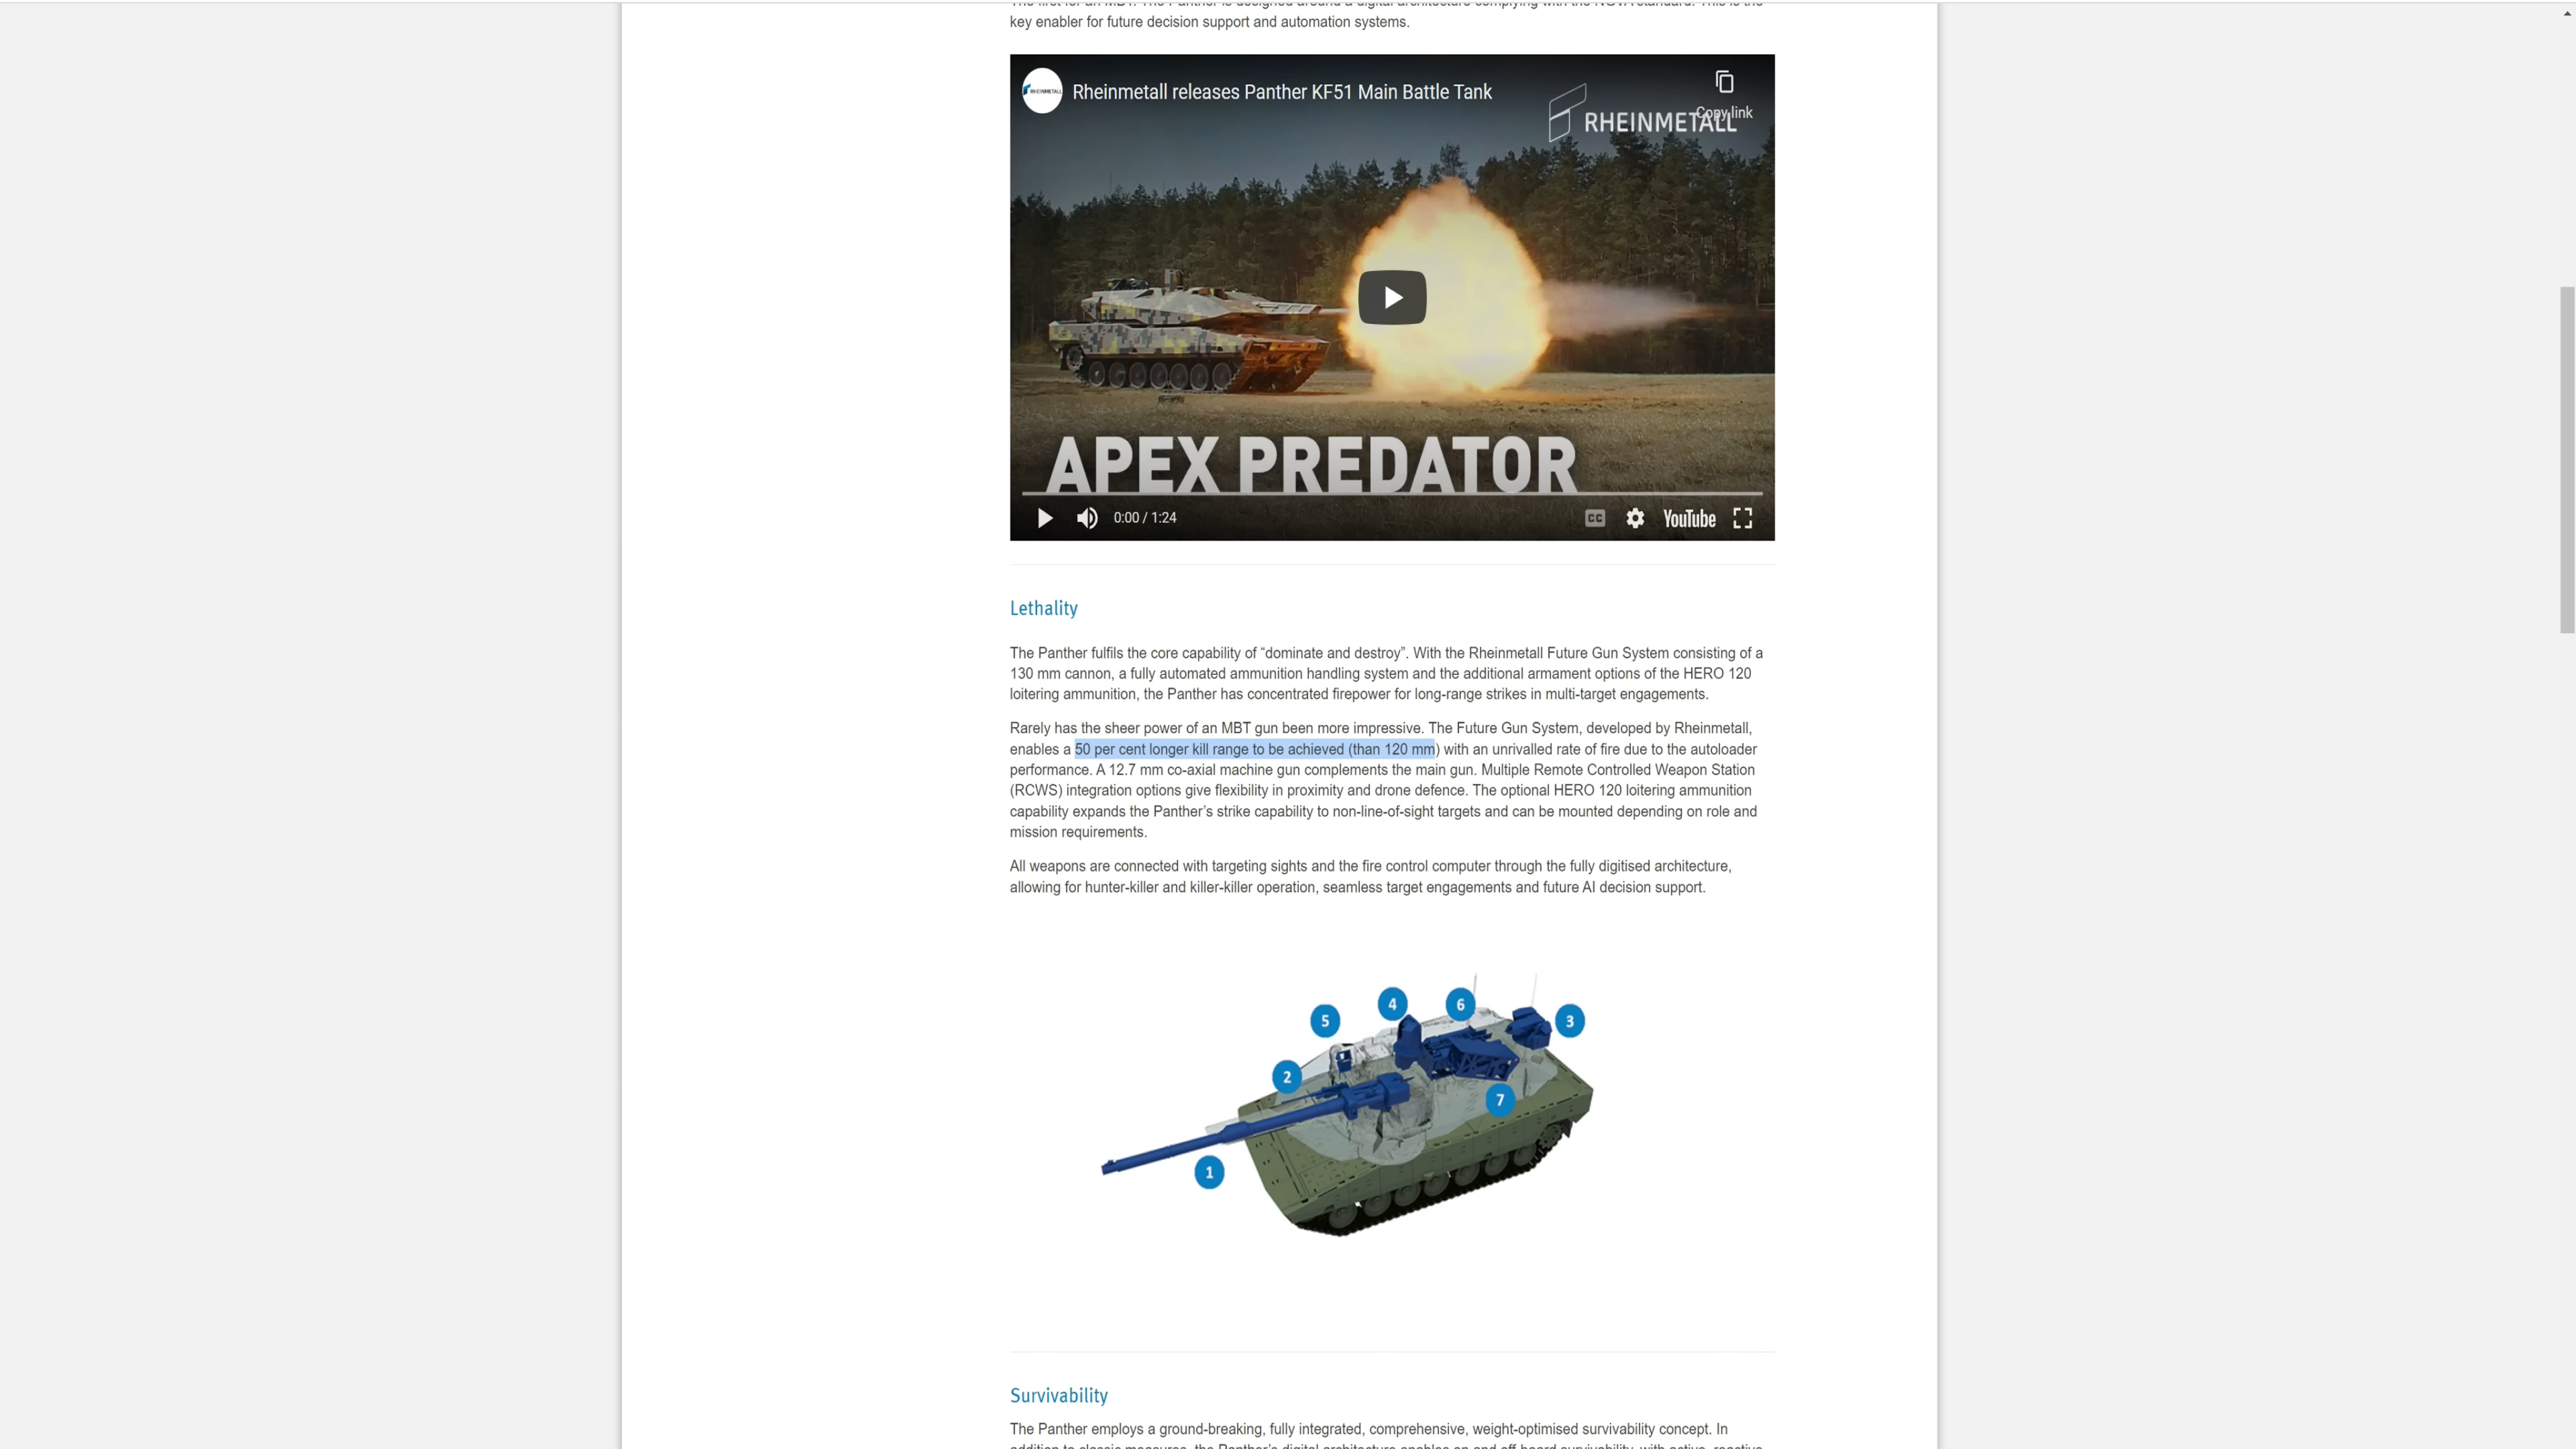 key enabler for future decision support and automation systems.
RHEINMETALL
Rheinmetall releases Panther KF51 Main Battle Tank
Copy link
RHEINMETALL
APEX PREDATOR
0:00 / 1:24
CC
YouTube
Lethality
The Panther fulfils the core capability of “dominate and destroy”. With the Rheinmetall Future Gun System consisting of a
130 mm cannon, a fully automated ammunition handling system and the additional armament options of the HERO 120
loitering ammunition, the Panther has concentrated firepower for long-range strikes in multi-target engagements.
Rarely has the sheer power of an MBT gun been more impressive. The Future Gun System, developed by Rheinmetall,
enables a 50 per cent longer kill range to be achieved (than 120 mm) with an unrivalled rate of fire due to the autoloader
performance. A 12.7 mm co-axial machine gun complements the main gun. Multiple Remote Controlled Weapon Station
(RCWS) integration options give flexibility in proximity and drone defence. The optional HERO 120 loitering ammunition
capability expands the Panther’s strike capability to non-line-of-sight targets and can be mounted depending on role and
mission requirements.
All weapons are connected with targeting sights and the fire control computer through the fully digitised architecture,
allowing for hunter-killer and killer-killer operation, seamless target engagements and future AI decision support.
4
6
5
3
2
7
1
Survivability
The Panther employs a ground-breaking, fully integrated, comprehensive, weight-optimised survivability concept. In